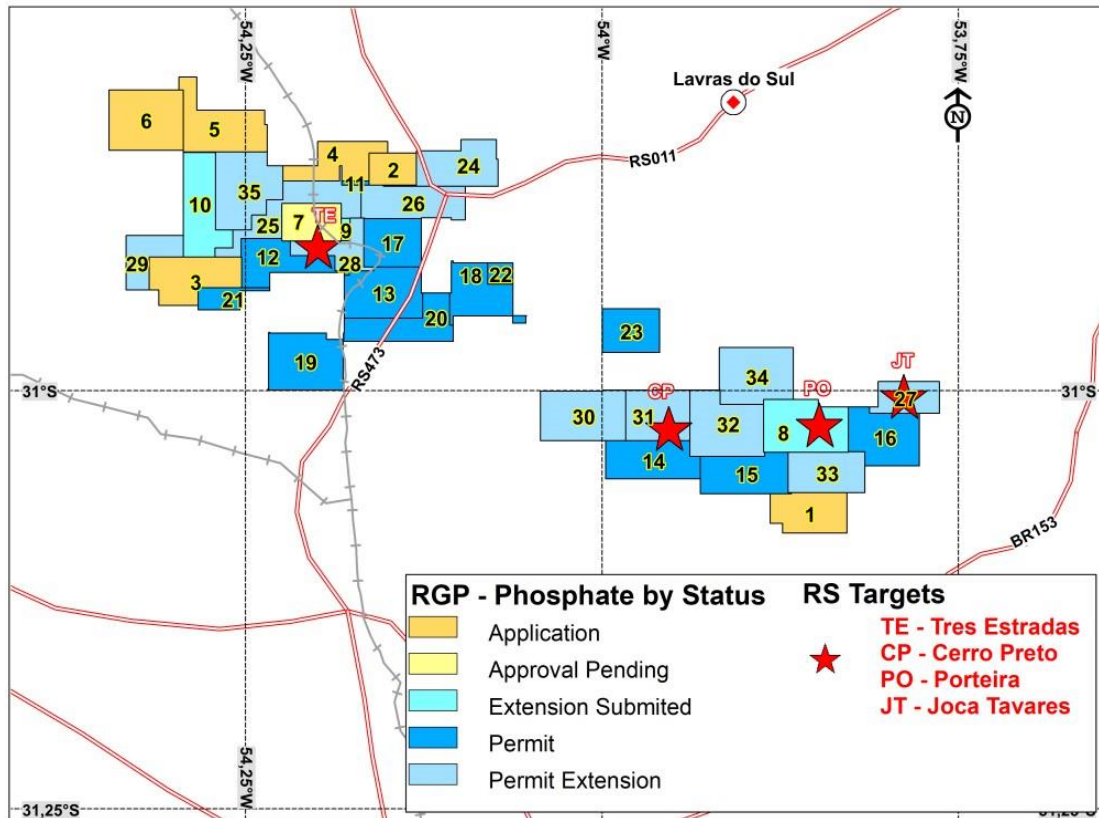 54,25°W
54°W
53,75°W
Lavras do Sul
N
RS011
6
5
4
2
24
11
35
10
26
7
TE
25
9
17
12
29
28
3
18
22
21
13
20
23
19
RS473
31°S
31°S
34
JT
CP
PO
27
30
31
32
8
16
14
15
33
1
BR153
RGP - Phosphate by Status
Application
Approval Pending
Extension Submited
Permit
Permit Extension
RS Targets
TE - Tres Estradas
CP - Cerro Preto
PO - Porteira
JT - Joca Tavares
54,25°W
31,25°S